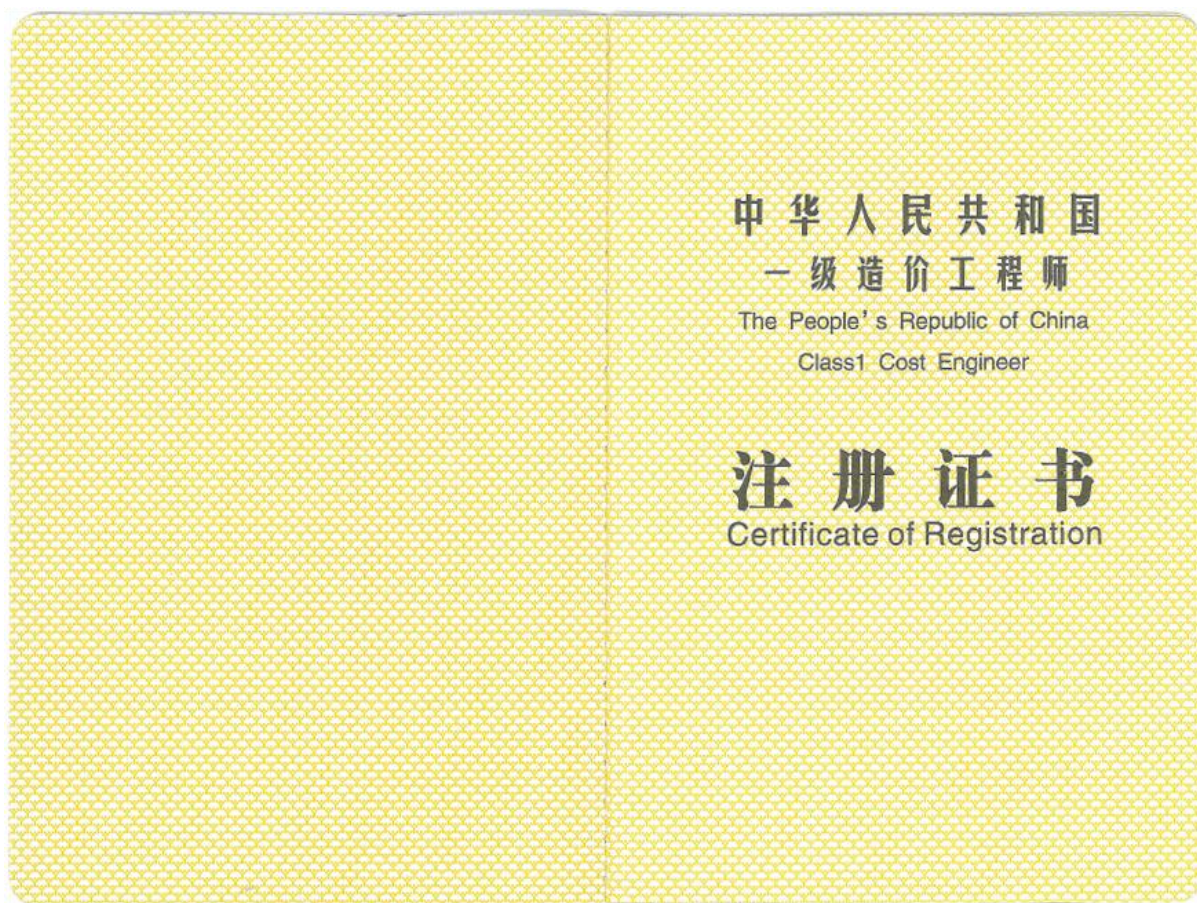 中华人民共和国
一级造价工程师
The People's Republic of China
Class1 Cost Engineer
注册证书
Certificate of Registration